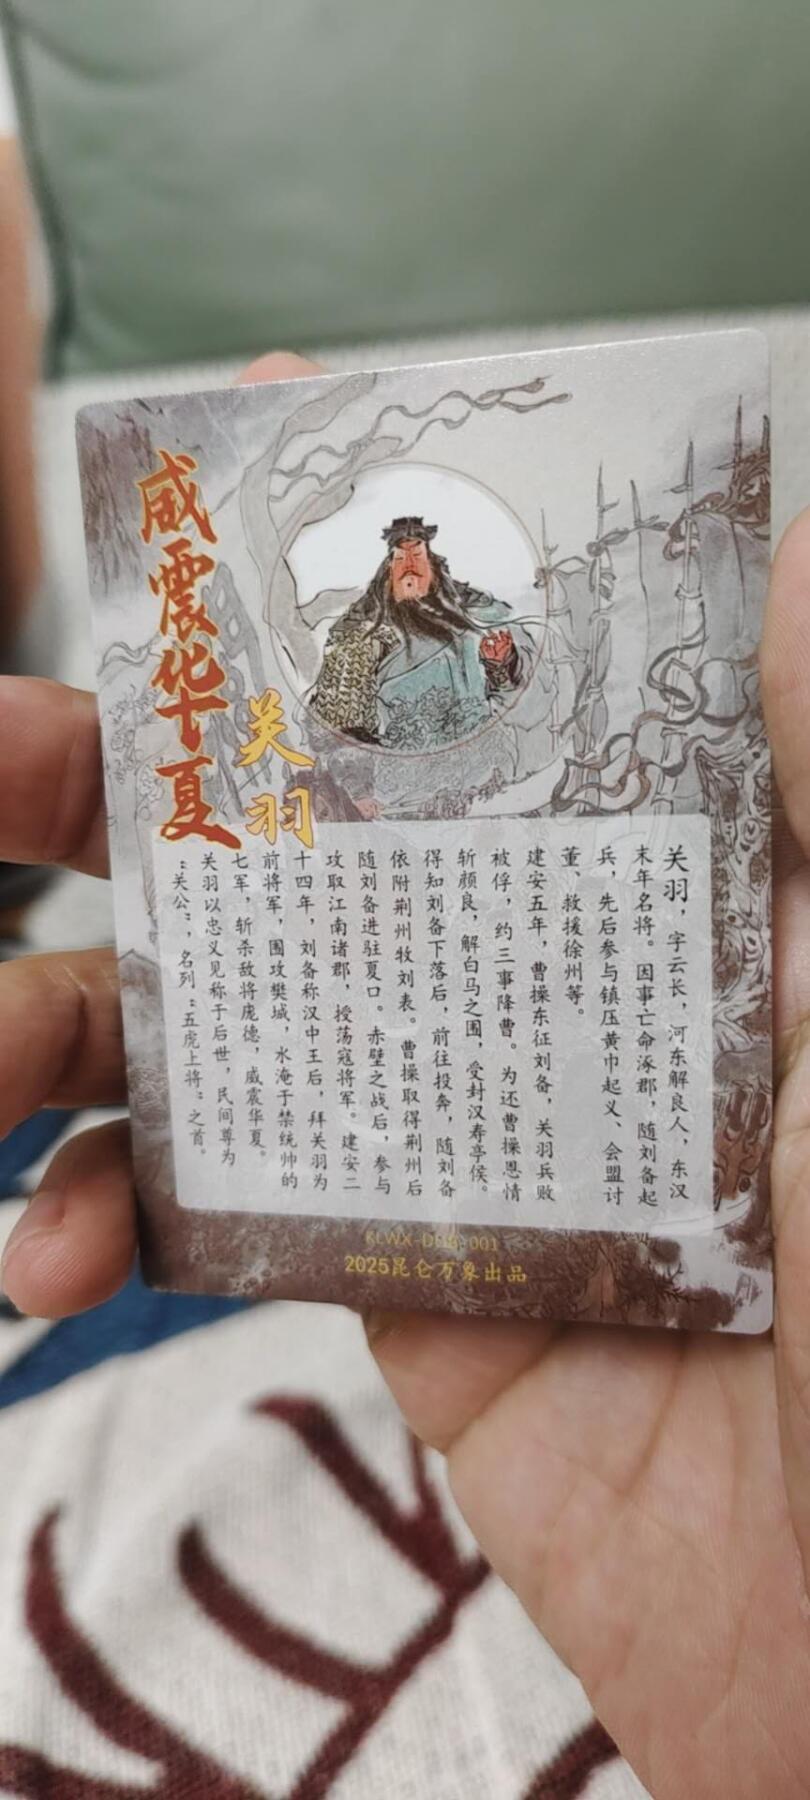 威震华夏
关羽
关羽，字云长，河东解良人，东汉
末年名将。因事亡命涿郡，随刘备起
兵，先后参与镇压黄巾起义、会盟讨
董、救援徐州等。
建安五年，曹操东征刘备，关羽兵败
被俘，约三事降曹。为还曹操恩情
斩颜良，解白马之围，受封汉寿亭侯。
得知刘备下落后，前往投奔，随刘备
依附荆州牧刘表。曹操取得荆州后
随刘备进驻夏口。赤壁之战后，参与
攻取江南诸郡，授荡寇将军。建安二
十四年，刘备称汉中王后，拜关羽为
前将军，围攻樊城，水淹于禁统帅的
七军，斩杀敌将庞德，威震华夏。
关羽以忠义见称于后世，民间尊为
“关公”，名列“五虎上将”之首。
2025昆仑万象出品